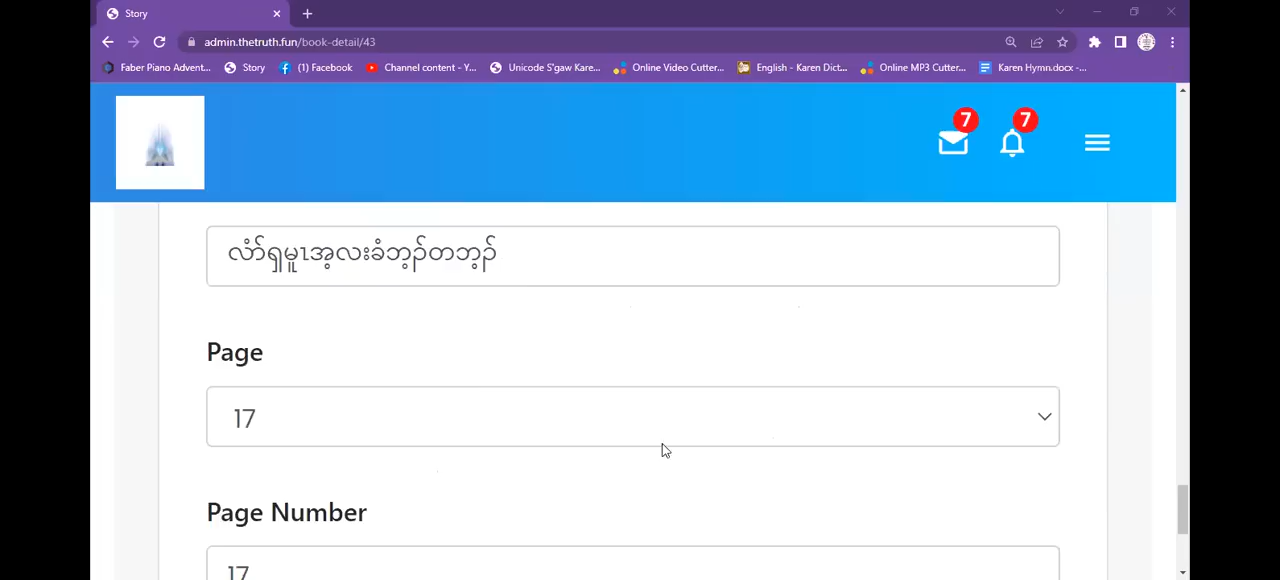 Story
admin.thetruth.fun/book-detail/43
Faber Piano Advent... Story (1) Facebook Channel content - Y... Unicode S'gaw Kare... Online Video Cutter... English - Karen Dict... Online MP3 Cutter... Karen Hymn.docx -...
7 7
လံာ်ရှမူၤအ့လးခံဘ့ၣ်တဘ့ၣ်
Page
17
Page Number
17